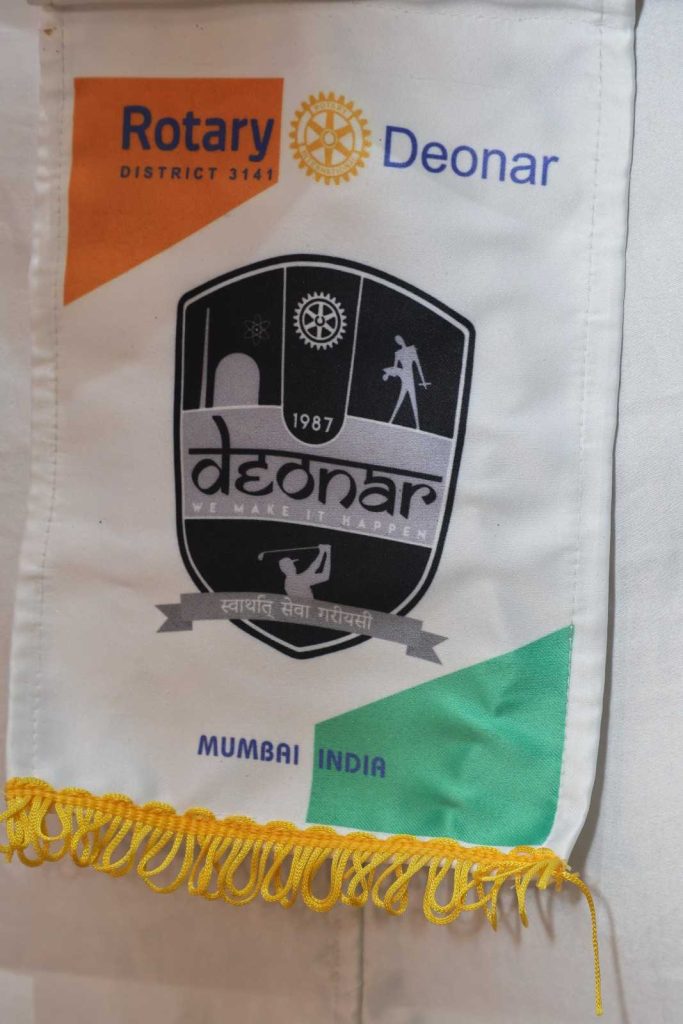 Rotary
DISTRICT 3141
Deonar
1987
deonar
WE MAKE IT HAPPEN
स्वार्थात् सेवा गरीयसी
MUMBAI INDIA